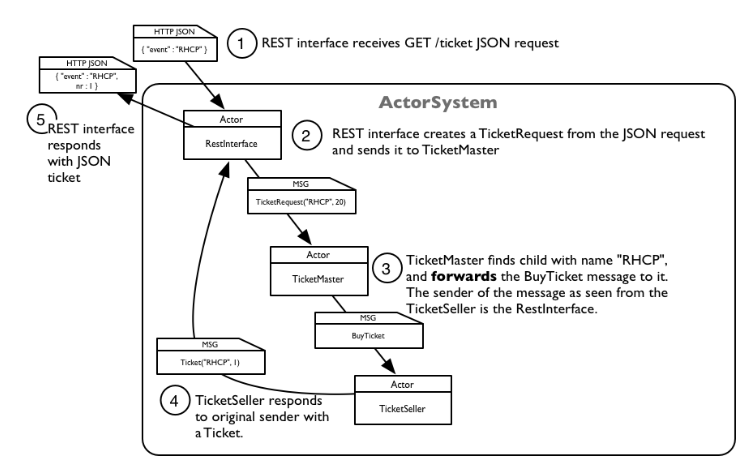 HTTP JSON
{ "event" : "RHCP" }
1
REST interface receives GET /ticket JSON request
HTTP JSON
{ "event" : "RHCP",
nr : 1 }
5
REST interface
responds
with JSON
ticket
ActorSystem
Actor
RestInterface
2
REST interface creates a TicketRequest from the JSON request
and sends it to TicketMaster
MSG
TicketRequest("RHCP", 20)
Actor
TicketMaster
3
TicketMaster finds child with name "RHCP",
and forwards the BuyTicket message to it.
The sender of the message as seen from the
TicketSeller is the RestInterface.
MSG
BuyTicket
MSG
Ticket("RHCP", 1)
Actor
TicketSeller
4
TicketSeller responds
to original sender with
a Ticket.